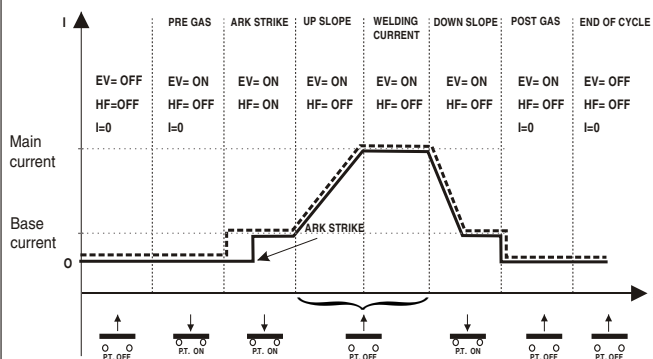 I
PRE GAS
ARK STRIKE
UP SLOPE
WELDING
CURRENT
DOWN SLOPE
POST GAS
END OF CYCLE
EV= OFF
HF=OFF
I=0
EV= ON
HF= OFF
I=0
EV= ON
HF= ON
EV= ON
HF= OFF
EV= ON
HF= OFF
EV= ON
HF= OFF
EV= ON
HF= OFF
I=0
EV= OFF
HF= OFF
I=0
Main
current
Base
current
ARK STRIKE
O
P.T. OFF
P.T. ON
P.T. ON
P.T. OFF
P.T. ON
P.T. OFF
P.T. OFF